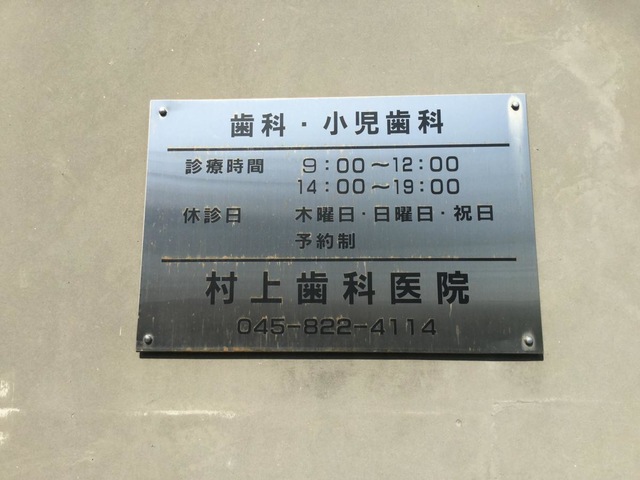 歯科・小児歯科
診療時間 9：00～12：00
14：00～19：00
休診日 木曜日・日曜日・祝日
予約制
村上歯科医院
045-822-4114